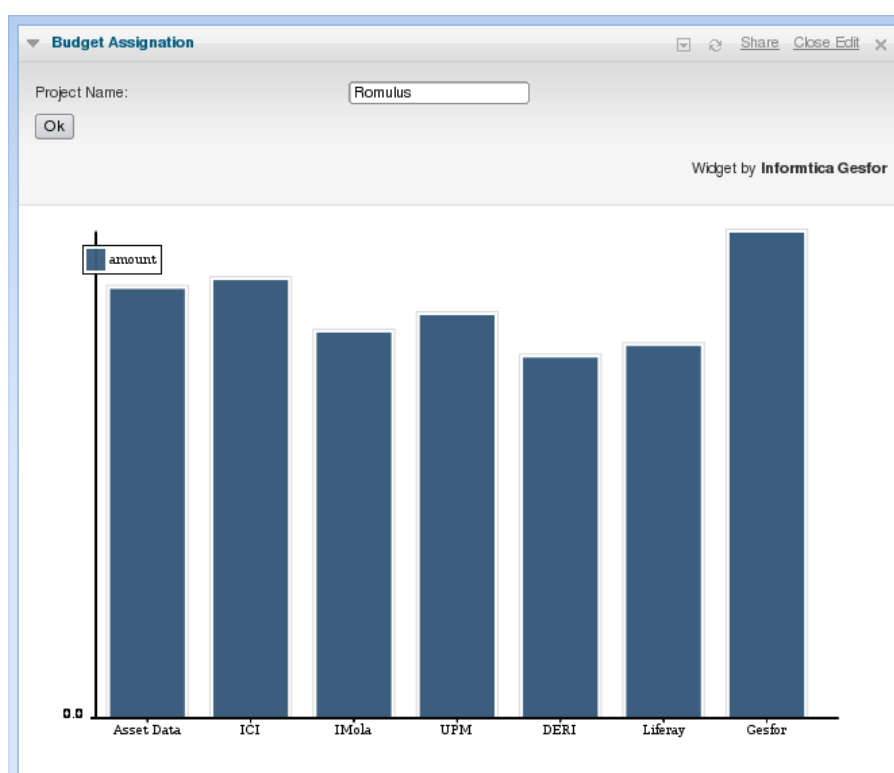 Budget Assignation Share Close Edit
Project Name: Romulus
Ok
Widget by Informtica Gesfor
amount
0.0
Asset Data ICI IMola UPM DERI Liferay Gesfor